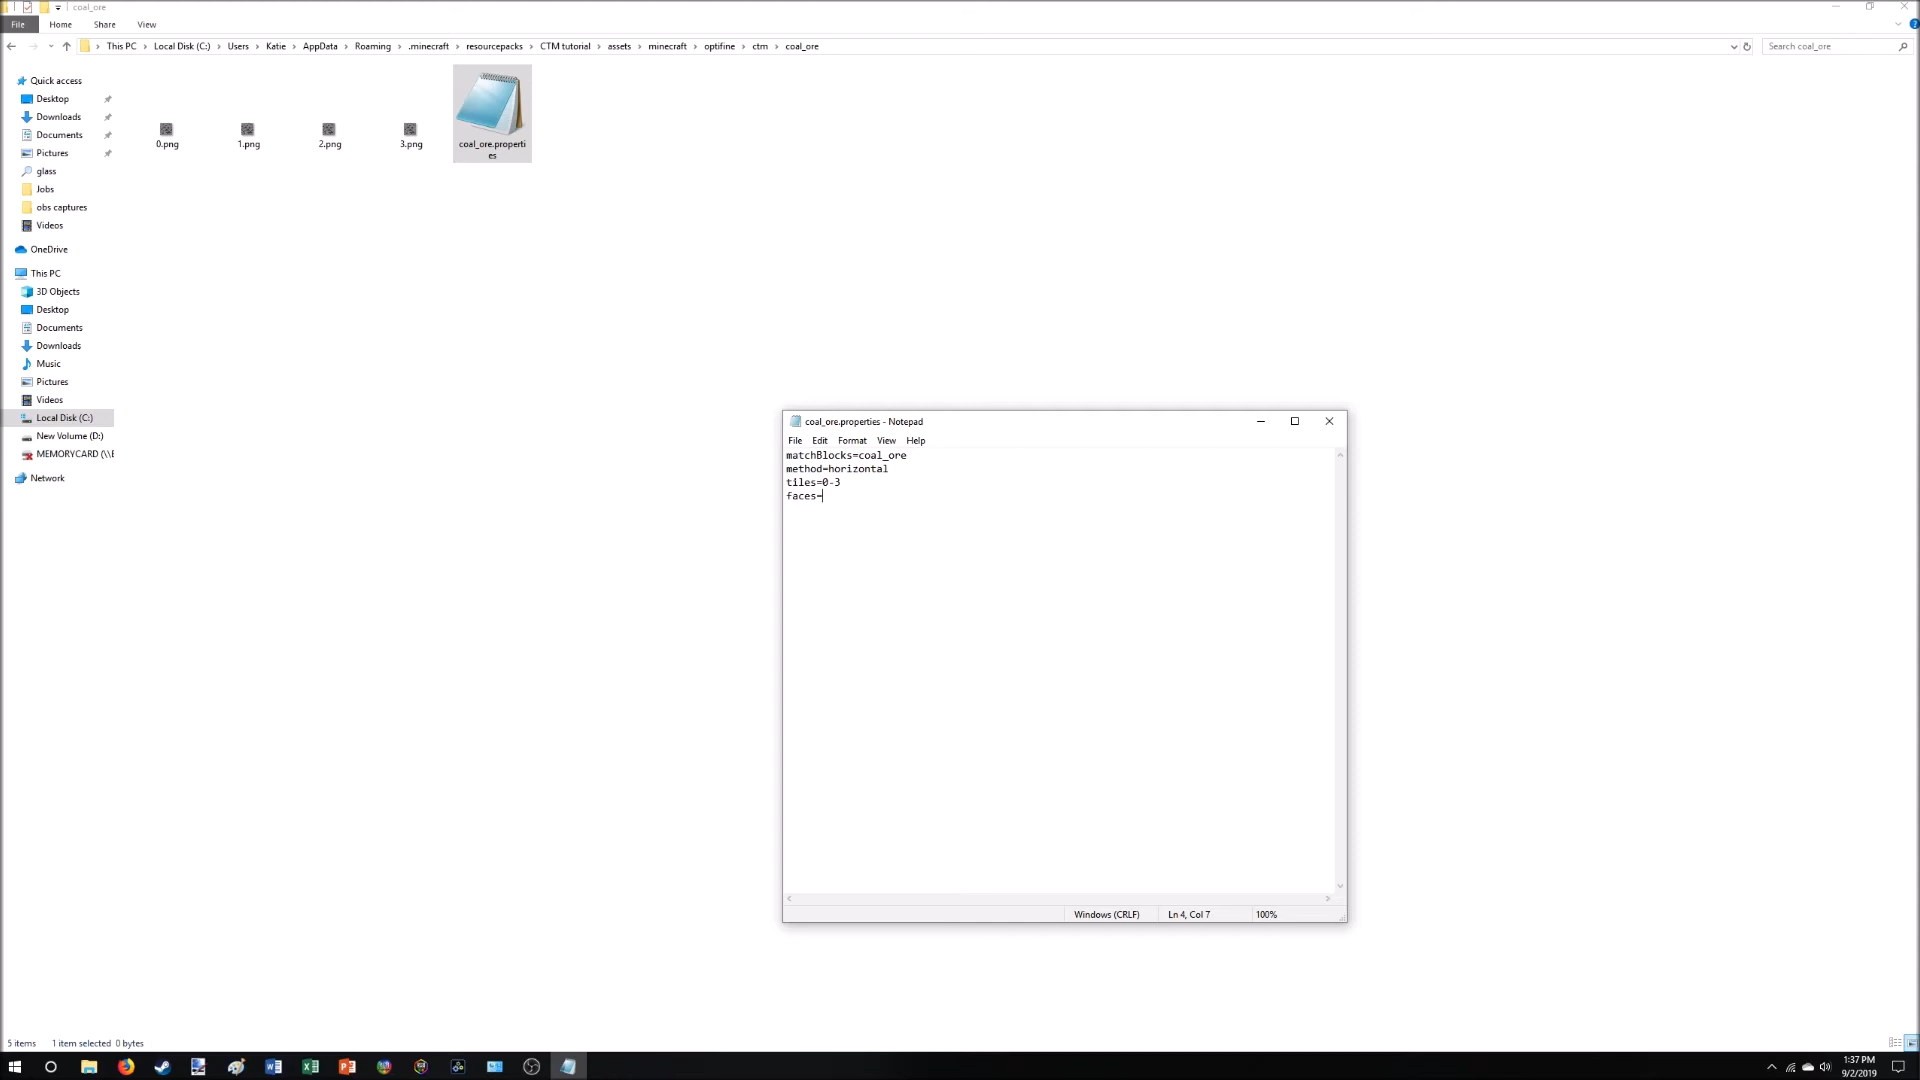 coal_ore
File Home Share View
This PC Local Disk (C:) Users Katie AppData Roaming .minecraft resourcepacks CTM tutorial assets minecraft optifine ctm coal_ore
Search coal_ore
Quick access
Desktop
Downloads
Documents
Pictures
glass
Jobs
obs captures
Videos
OneDrive
This PC
3D Objects
Desktop
Documents
Downloads
Music
Pictures
Videos
Local Disk (C:)
New Volume (D:)
MEMORYCARD (\\E
Network
0.png
1.png
2.png
3.png
coal_ore.properti
es
coal_ore.properties - Notepad
File Edit Format View Help
matchBlocks=coal_ore
method=horizontal
tiles=0-3
faces=
Windows (CRLF) Ln 4, Col 7 100%
5 items 1 item selected 0 bytes
1:37 PM
9/2/2019